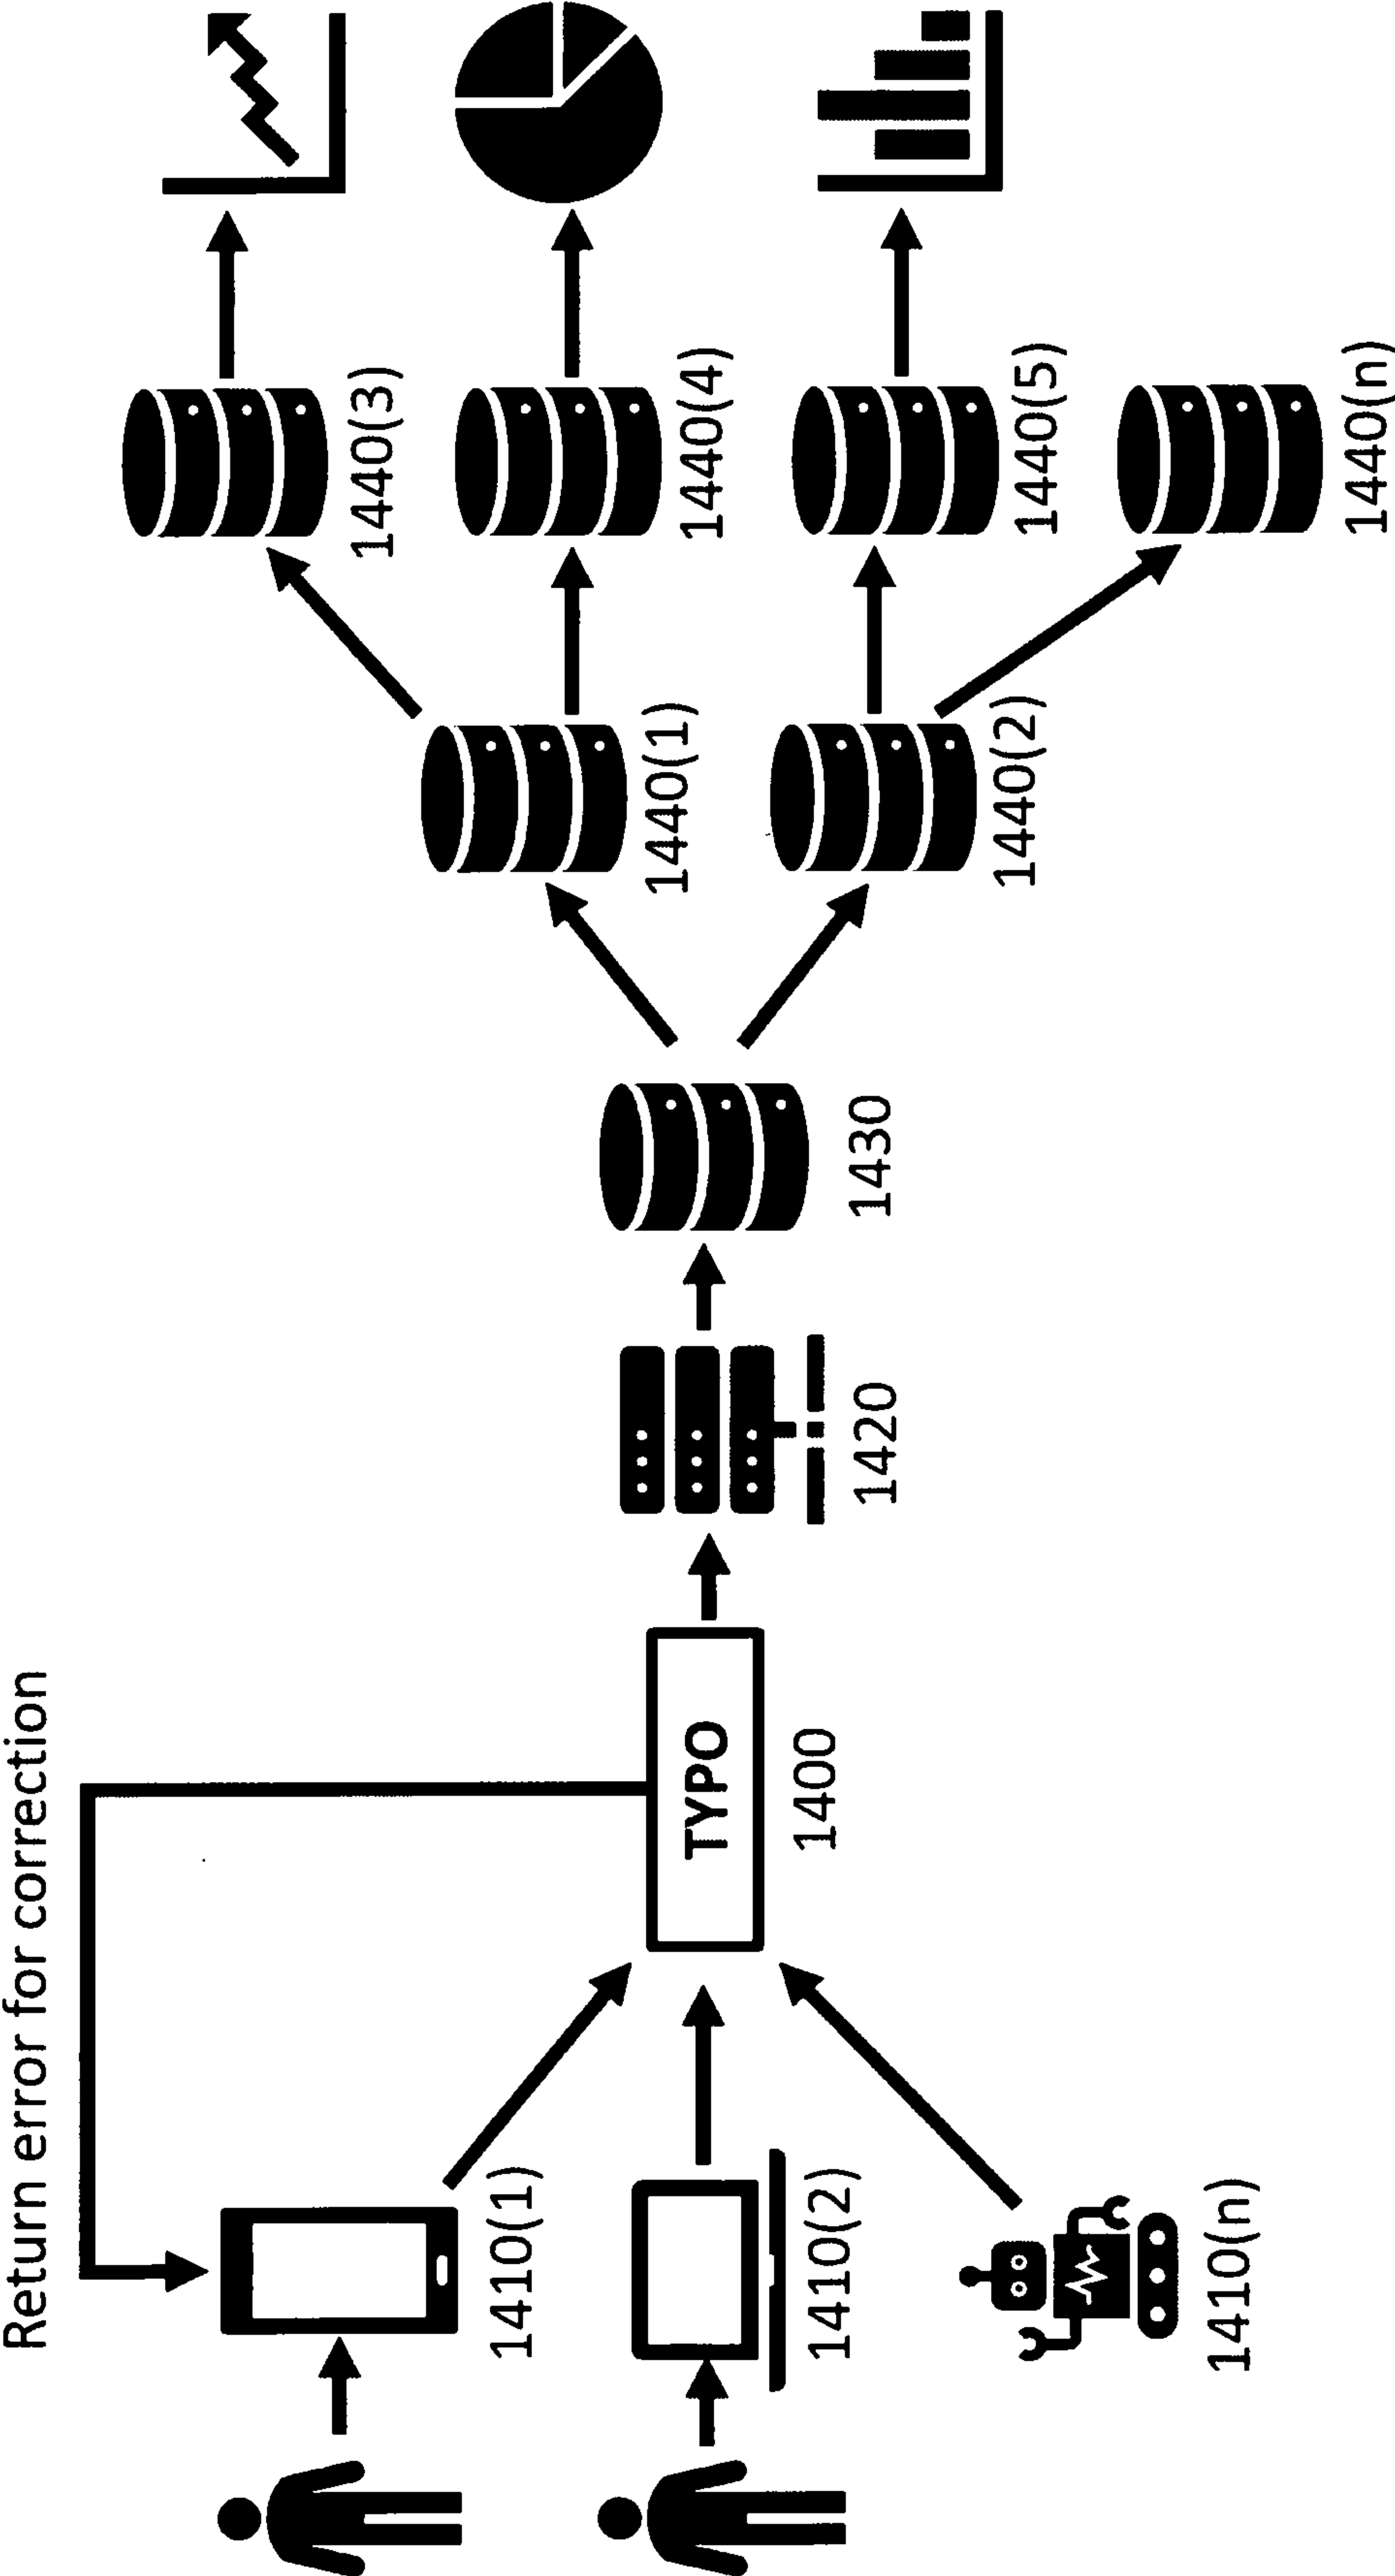 Return error for correction
1410(1)
1410(2)
1410(n)
TYPO
1400
1420
1430
1440(1)
1440(2)
1440(3)
1440(4)
1440(5)
1440(n)